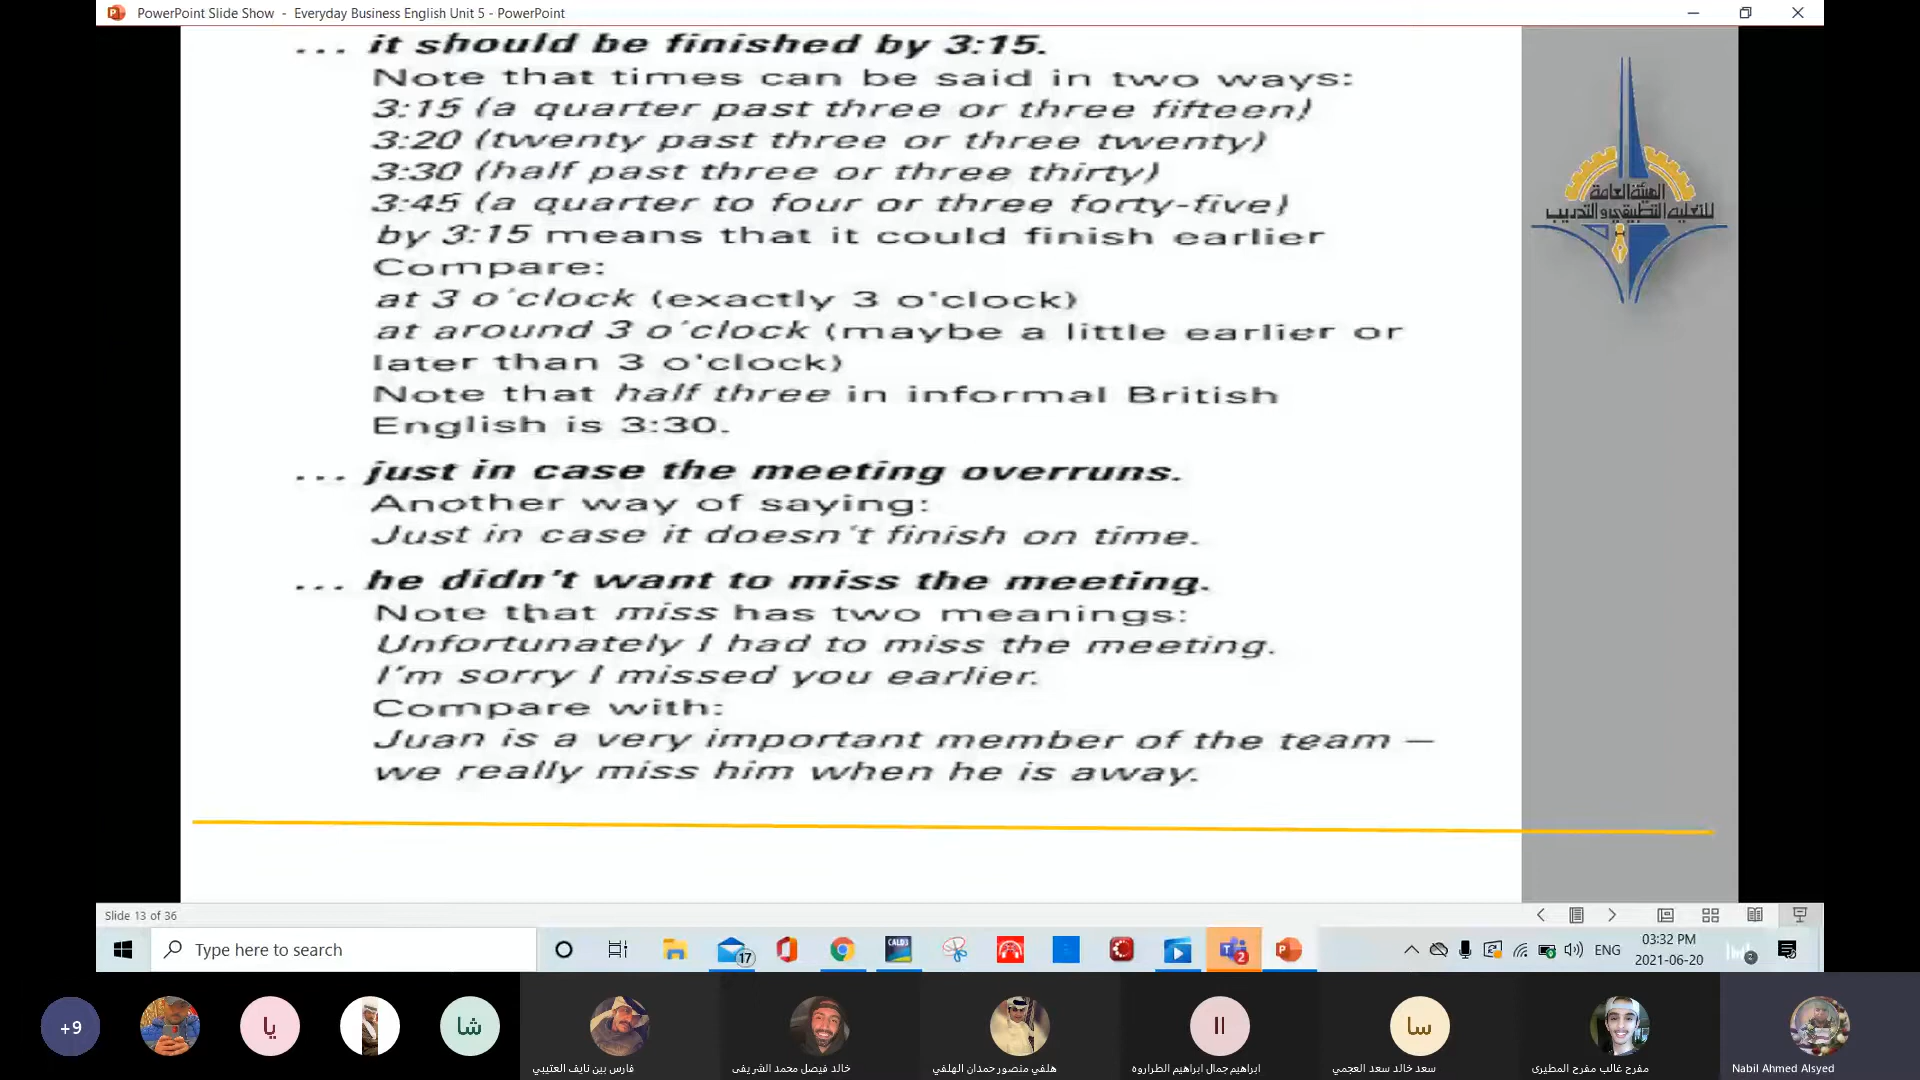 PowerPoint Slide Show - Everyday Business English Unit 5 - PowerPoint
... it should be finished by 3:15.
Note that times can be said in two ways:
3:15 (a quarter past three or three fifteen)
3:20 (twenty past three or three twenty)
3:30 (half past three or three thirty)
3:45 (a quarter to four or three forty-five)
by 3:15 means that it could finish earlier
Compare:
at 3 o'clock (exactly 3 o'clock)
at around 3 o'clock (maybe a little earlier or
later than 3 o'clock)
Note that half three in informal British
English is 3:30.
... just in case the meeting overruns.
Another way of saying:
Just in case it doesn't finish on time.
... he didn't want to miss the meeting.
Note that miss has two meanings:
Unfortunately I had to miss the meeting.
I'm sorry I missed you earlier.
Compare with:
Juan is a very important member of the team —
we really miss him when he is away.
الهيئة العامة
للتعليم التطبيقي والتدريب
Slide 13 of 36
Type here to search
CALD3
17
2
ENG
03:32 PM
2021-06-20
2
+9
يا
شا
اا
سا
فارس بين نايف العتيبي
خالد فيصل محمد الشريفي
هلفي منصور حمدان الهلفي
ابراهيم جمال ابراهيم الطراروه
سعد خالد سعد العجمي
مفرح غالب مفرح المطيري
Nabil Ahmed Alsyed